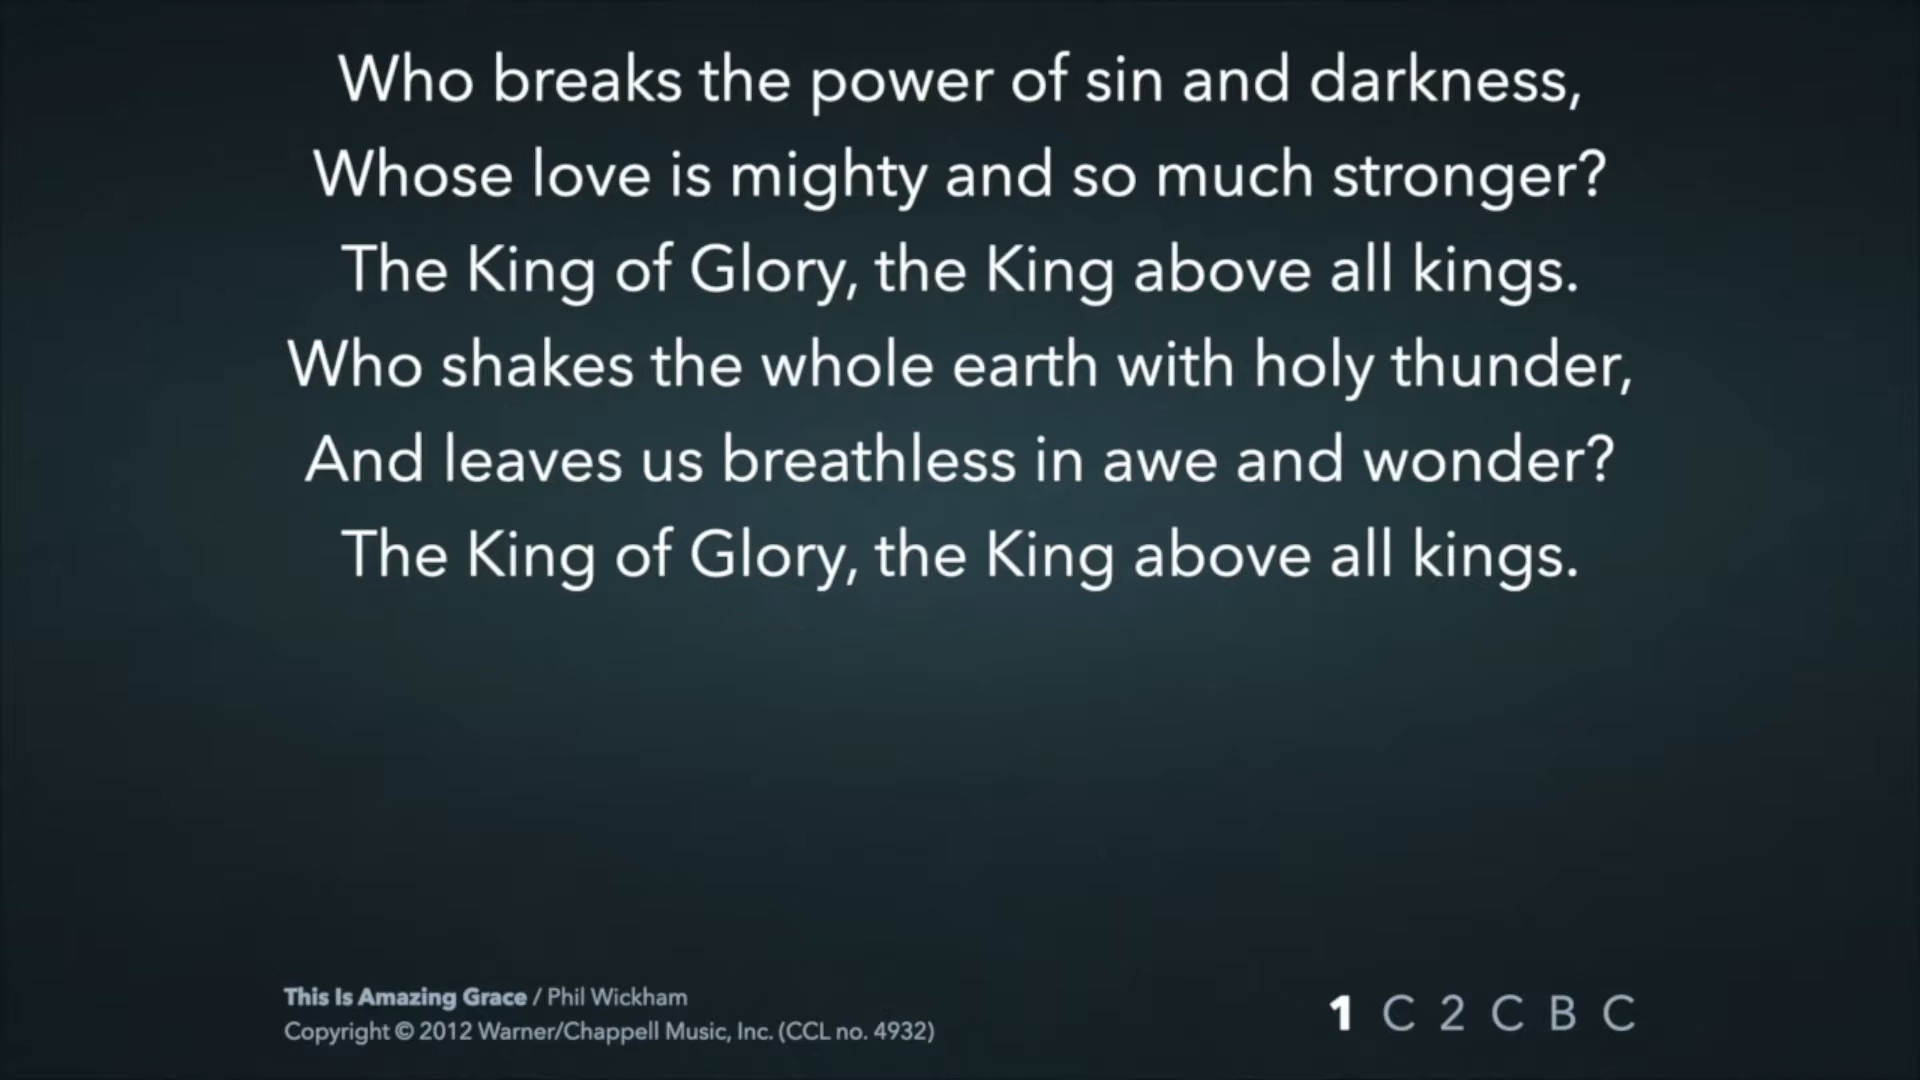 Who breaks the power of sin and darkness,
Whose love is mighty and so much stronger?
The King of Glory, the King above all kings.
Who shakes the whole earth with holy thunder,
And leaves us breathless in awe and wonder?
The King of Glory, the King above all kings.
This Is Amazing Grace / Phil Wickham
Copyright © 2012 Warner/Chappell Music, Inc. (CCL no. 4932)
1 C 2 C B C